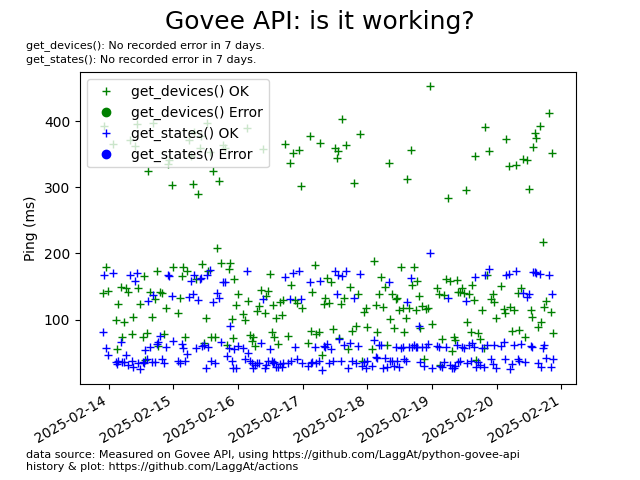 Govee API: is it working?
get_devices(): No recorded error in 7 days.
get_states(): No recorded error in 7 days.
get_devices() OK
get_devices() Error
get_states() OK
get_states() Error
Ping (ms)
400
300
200
100
2025-02-14
2025-02-15
2025-02-16
2025-02-17
2025-02-18
2025-02-19
2025-02-20
2025-02-21
data source: Measured on Govee API, using https://github.com/LaggAt/python-govee-api
history & plot: https://github.com/LaggAt/actions